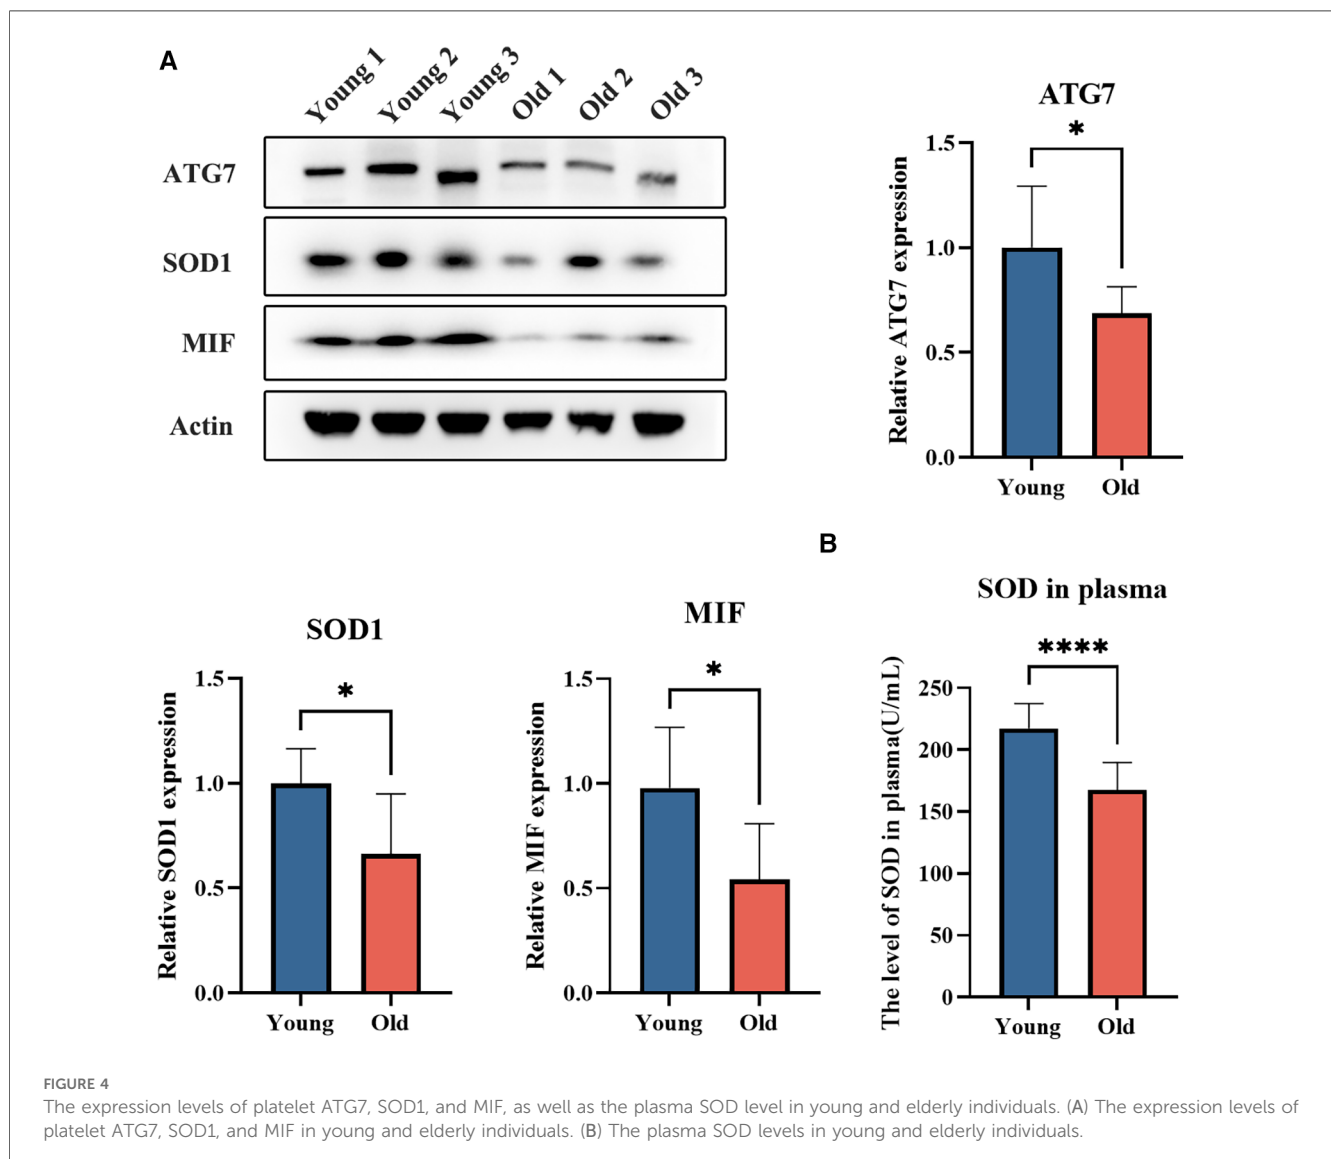 A
Young 1
Young 2
Young 3
Old 1
Old 2
Old 3
ATG7
SOD1
MIF
Actin
ATG7
*
Relative ATG7 expression
1.5
1.0
0.5
0.0
Young
Old
SOD1
*
Relative SOD1 expression
1.5
1.0
0.5
0.0
Young
Old
MIF
*
Relative MIF expression
1.5
1.0
0.5
0.0
Young
Old
B
SOD in plasma
****
The level of SOD in plasma(U/mL)
250
200
150
100
50
0
Young
Old
FIGURE 4
The expression levels of platelet ATG7, SOD1, and MIF, as well as the plasma SOD level in young and elderly individuals. (A) The expression levels of
platelet ATG7, SOD1, and MIF in young and elderly individuals. (B) The plasma SOD levels in young and elderly individuals.